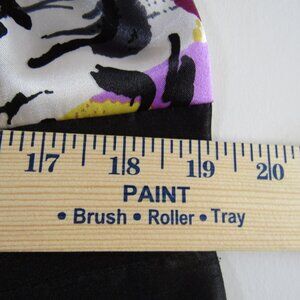 17 18 19 20
PAINT
• Brush • Roller • Tray